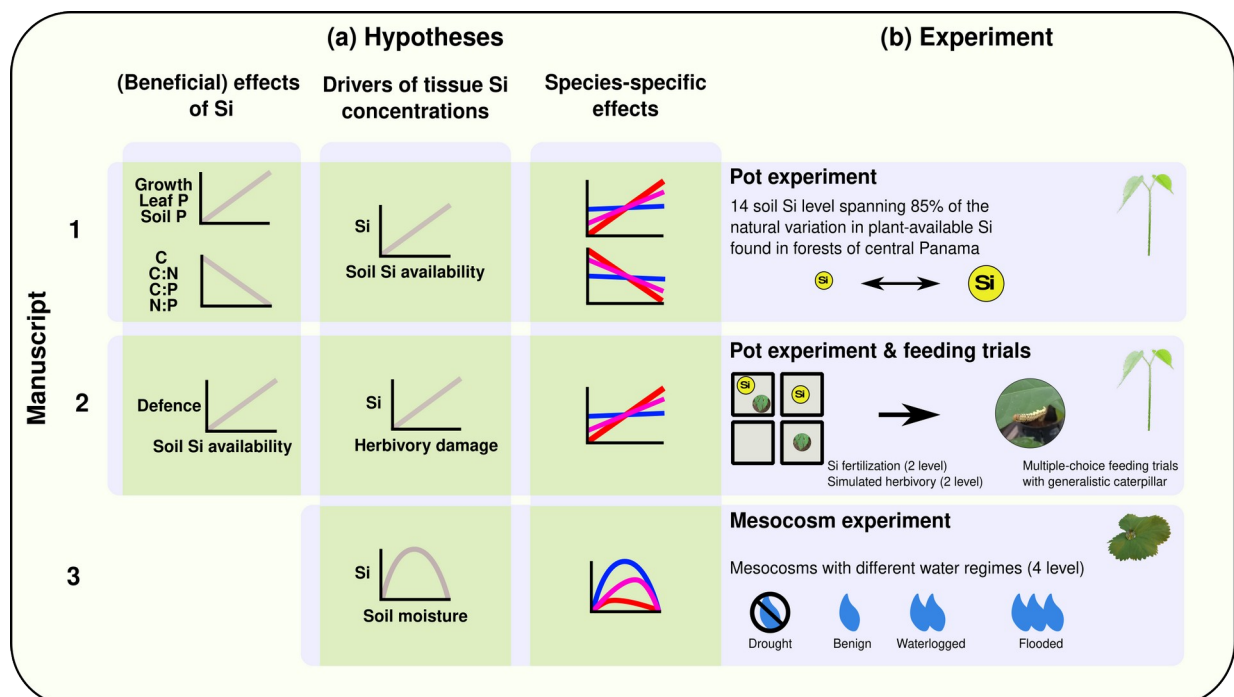 (a) Hypotheses
(b) Experiment
(Beneficial) effects
of Si
Drivers of tissue Si
concentrations
Species-specific
effects
Manuscript
1
Growth
Leaf P
Soil P
C
C:N
C:P
N:P
Si
Soil Si availability
Pot experiment
14 soil Si level spanning 85% of the
natural variation in plant-available Si
found in forests of central Panama
Si
Si
2
Defence
Soil Si availability
Si
Herbivory damage
Pot experiment & feeding trials
Si
Si
Si fertilization (2 level)
Simulated herbivory (2 level)
Multiple-choice feeding trials
with generalistic caterpillar
3
Si
Soil moisture
Mesocosm experiment
Mesocosms with different water regimes (4 level)
Drought
Benign
Waterlogged
Flooded